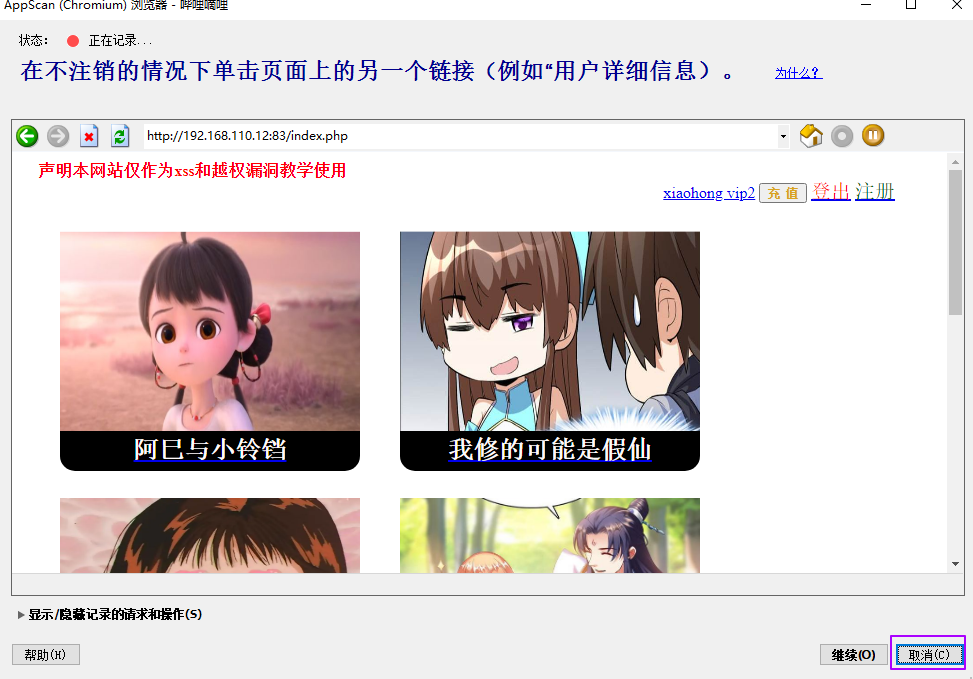 AppScan (Chromium) 浏览器 - 哔哩嘀哩
状态： 正在记录...
在不注销的情况下单击页面上的另一个链接（例如“用户详细信息）。 为什么？
http://192.168.110.12:83/index.php
声明本网站仅作为xss和越权漏洞教学使用
xiaohong vip2 充 值 登出 注册
阿巳与小铃铛 我修的可能是假仙
显示/隐藏记录的请求和操作(S)
帮助(H) 继续(O) 取消(C)